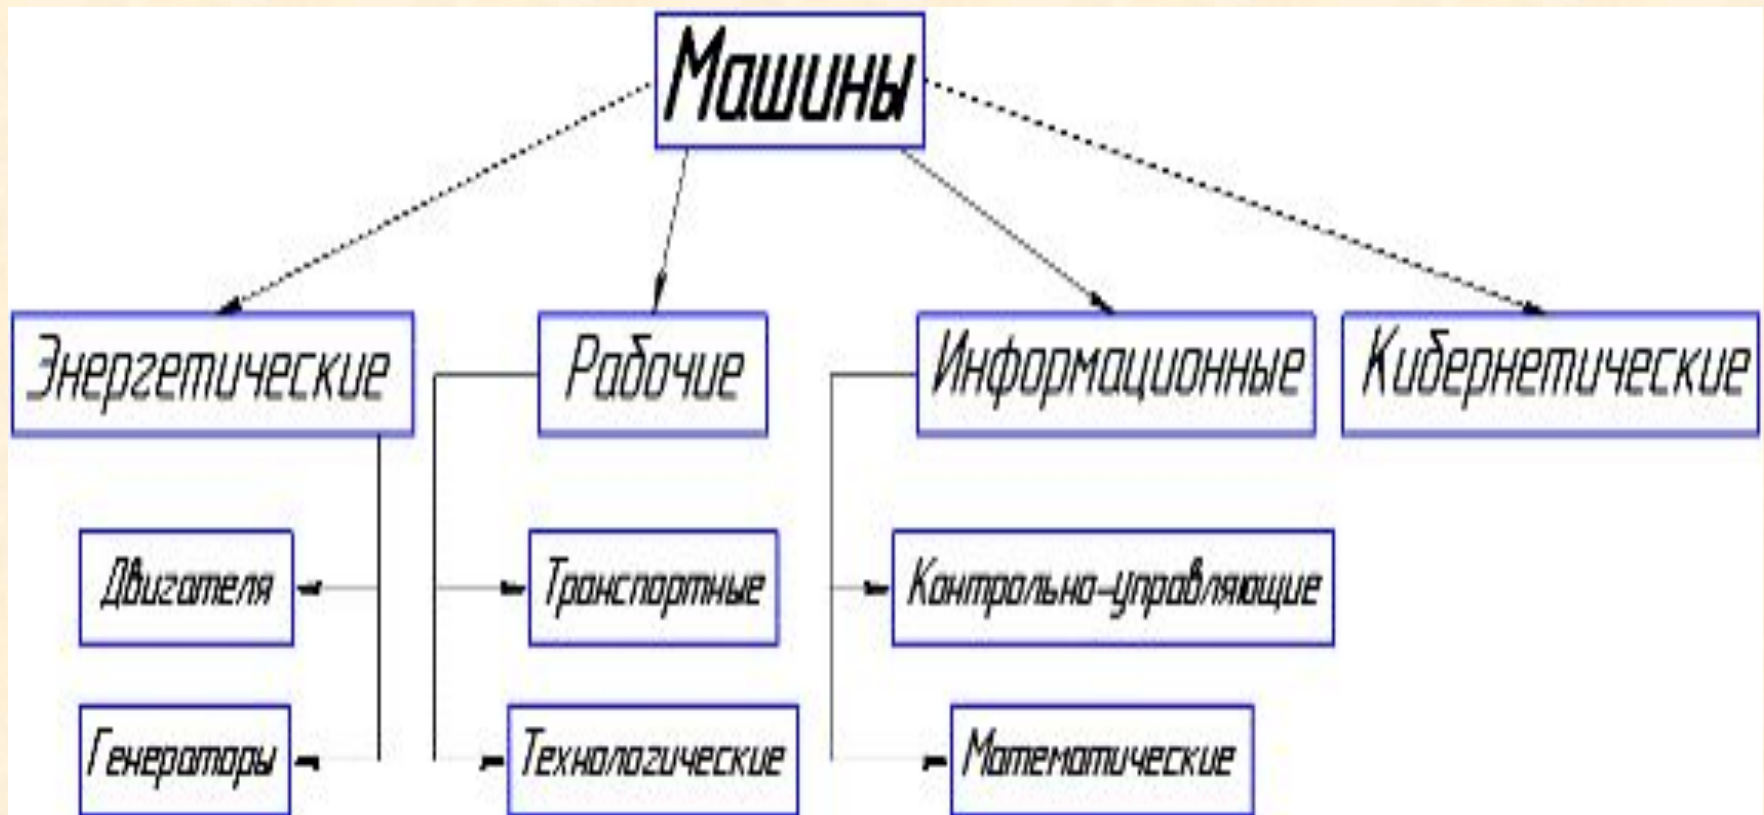 Машины
Энергетические
Рабочие
Информационные
Кибернетические
Двигателя
Транспортные
Контрольно-управляющие
Генераторы
Технологические
Математические